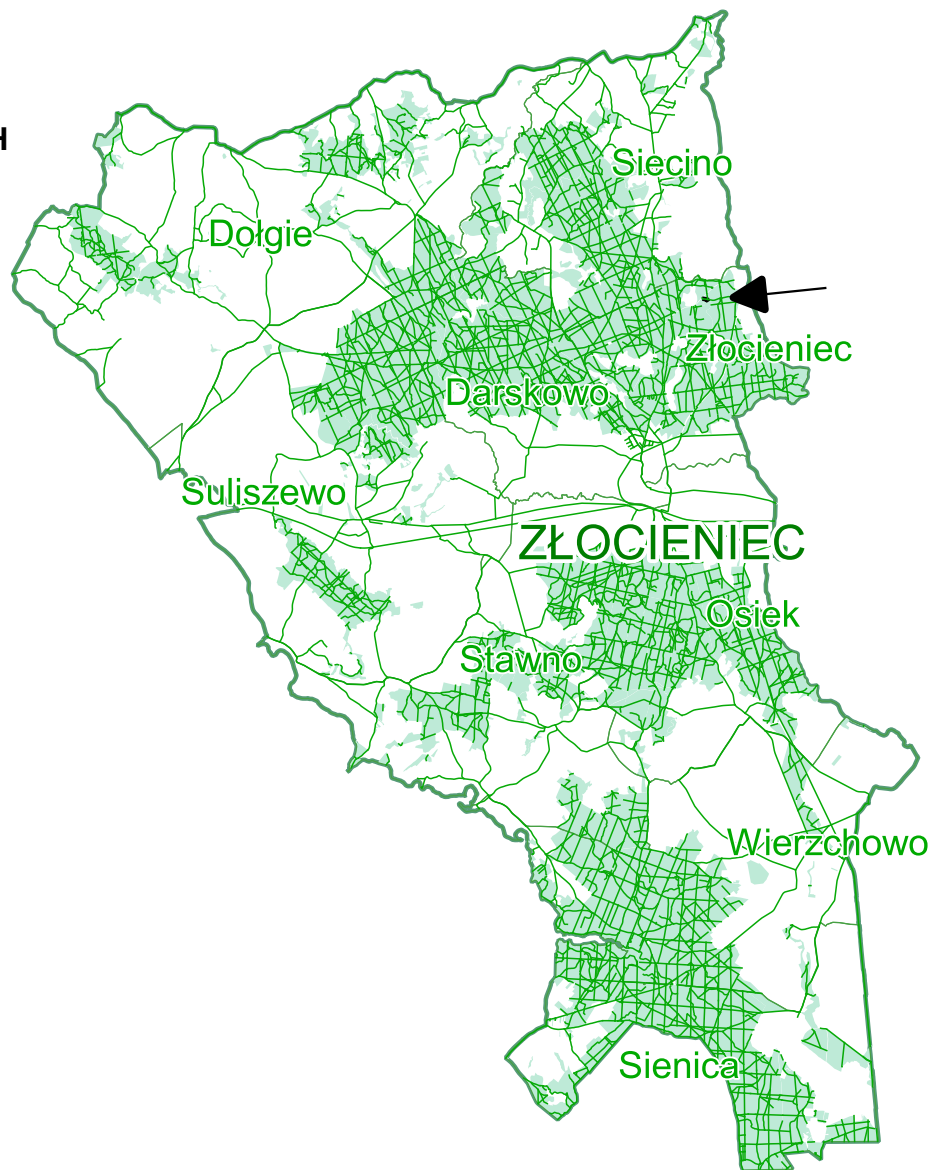 H
Siecino
Dołgie
Złocieniec
Darskowo
Suliszewo
ZŁOCIENIEC
Osiek
Stawno
Wierzchowo
Sienica